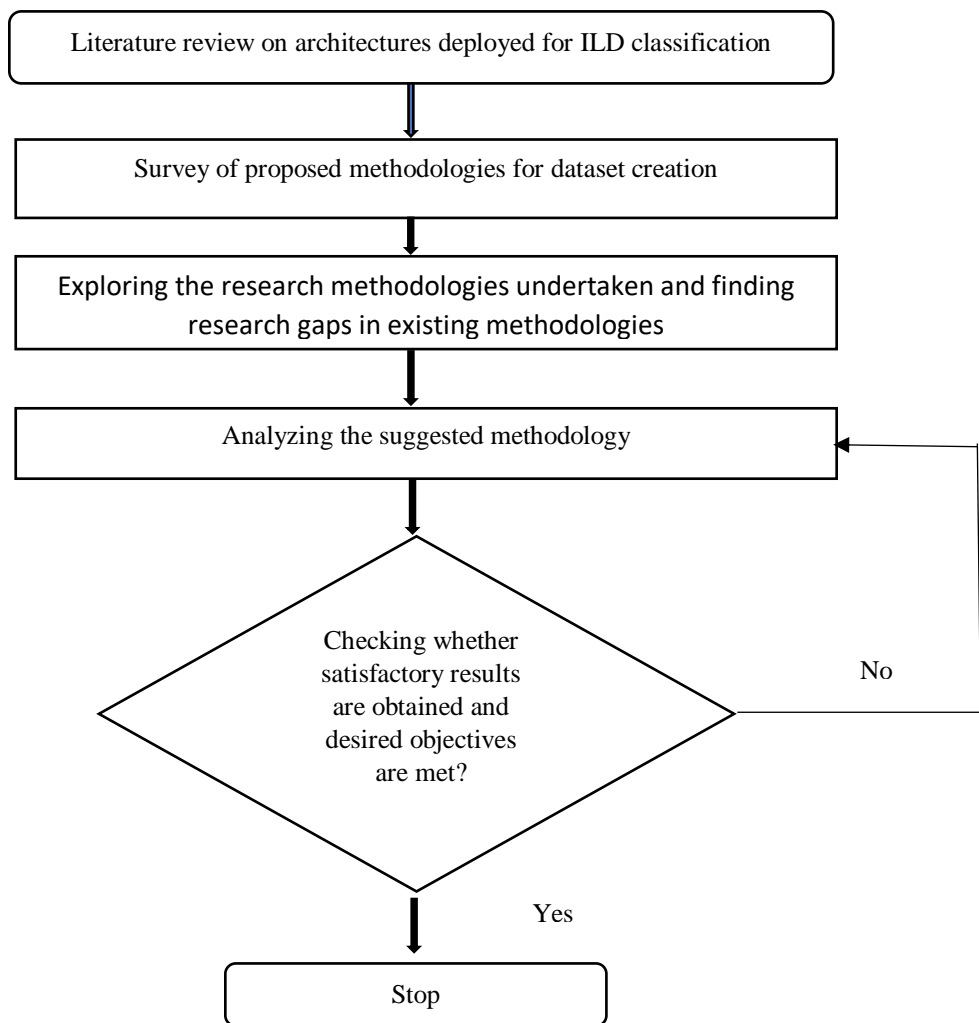 Literature review on architectures deployed for ILD classification
Survey of proposed methodologies for dataset creation
Exploring the research methodologies undertaken and finding
research gaps in existing methodologies
Analyzing the suggested methodology
Checking whether
satisfactory results
are obtained and
desired objectives
are met?
No
Yes
Stop